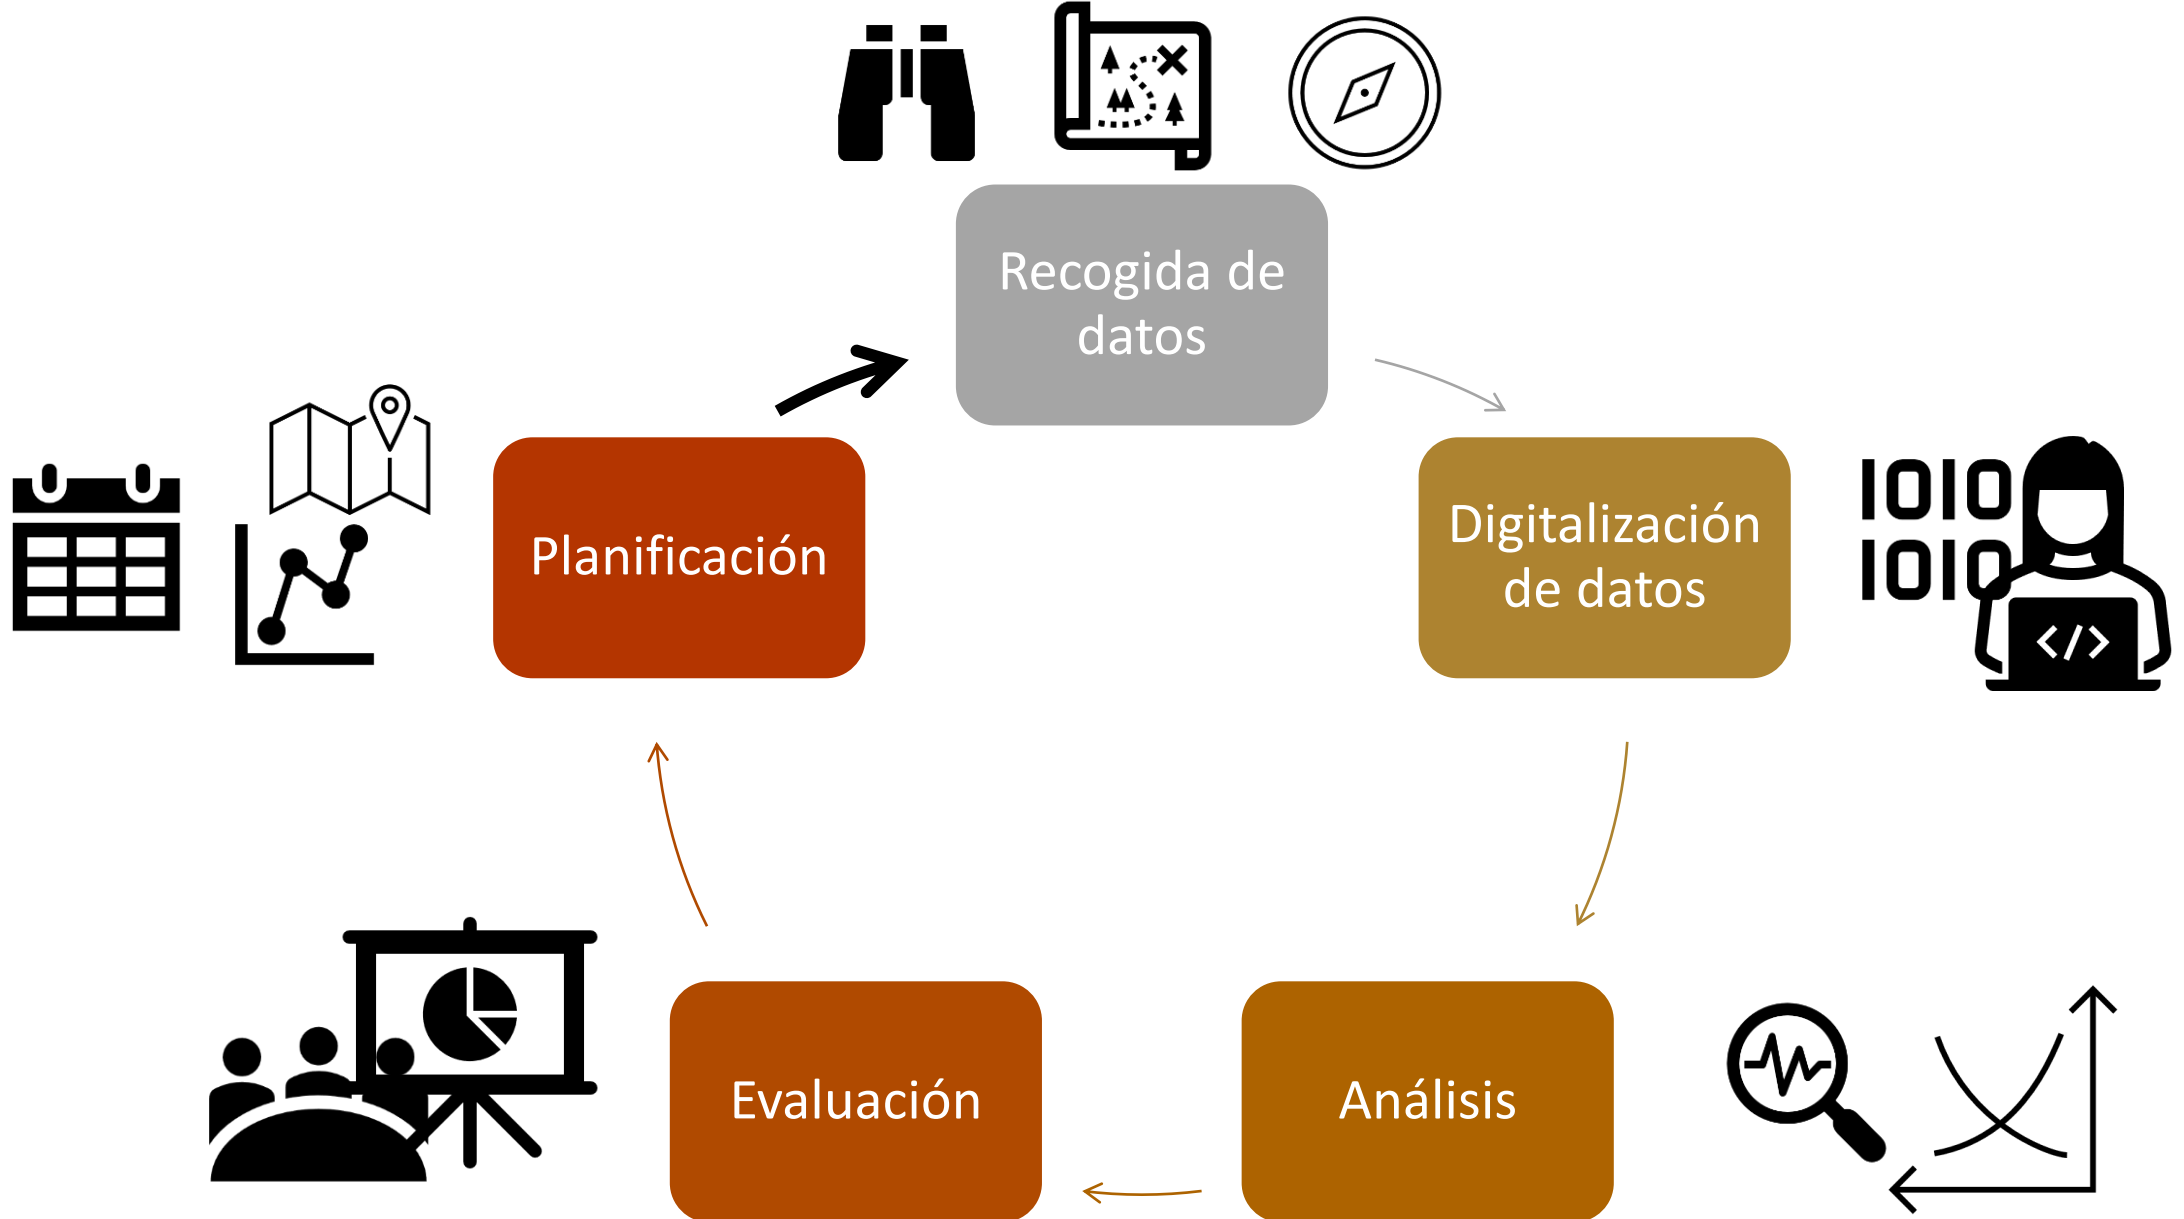 Recogida de
datos
Planificación
Digitalización
de datos
1010
1010
</>
Evaluación
Análisis